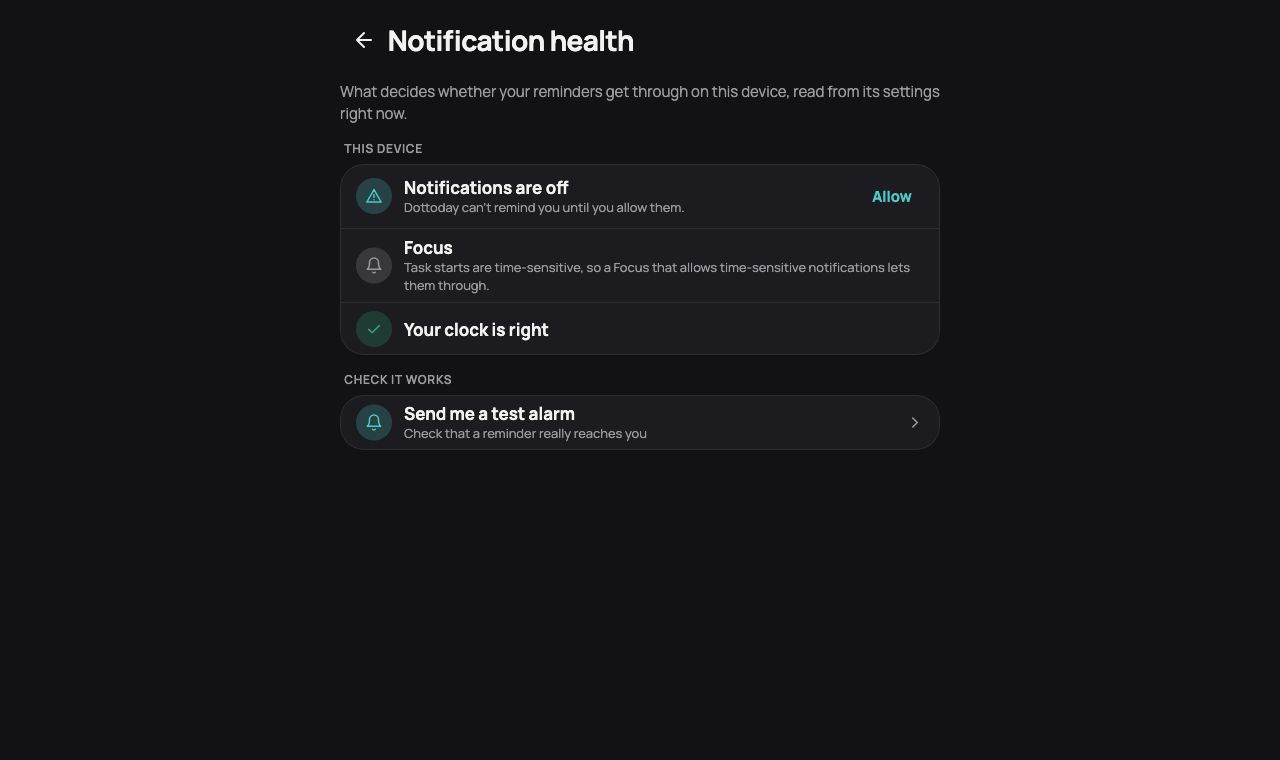 Notification health
What decides whether your reminders get through on this device, read from its settings
right now.
THIS DEVICE
Notifications are off
Dottoday can't remind you until you allow them.
Allow
Focus
Task starts are time-sensitive, so a Focus that allows time-sensitive notifications lets
them through.
Your clock is right
CHECK IT WORKS
Send me a test alarm
Check that a reminder really reaches you